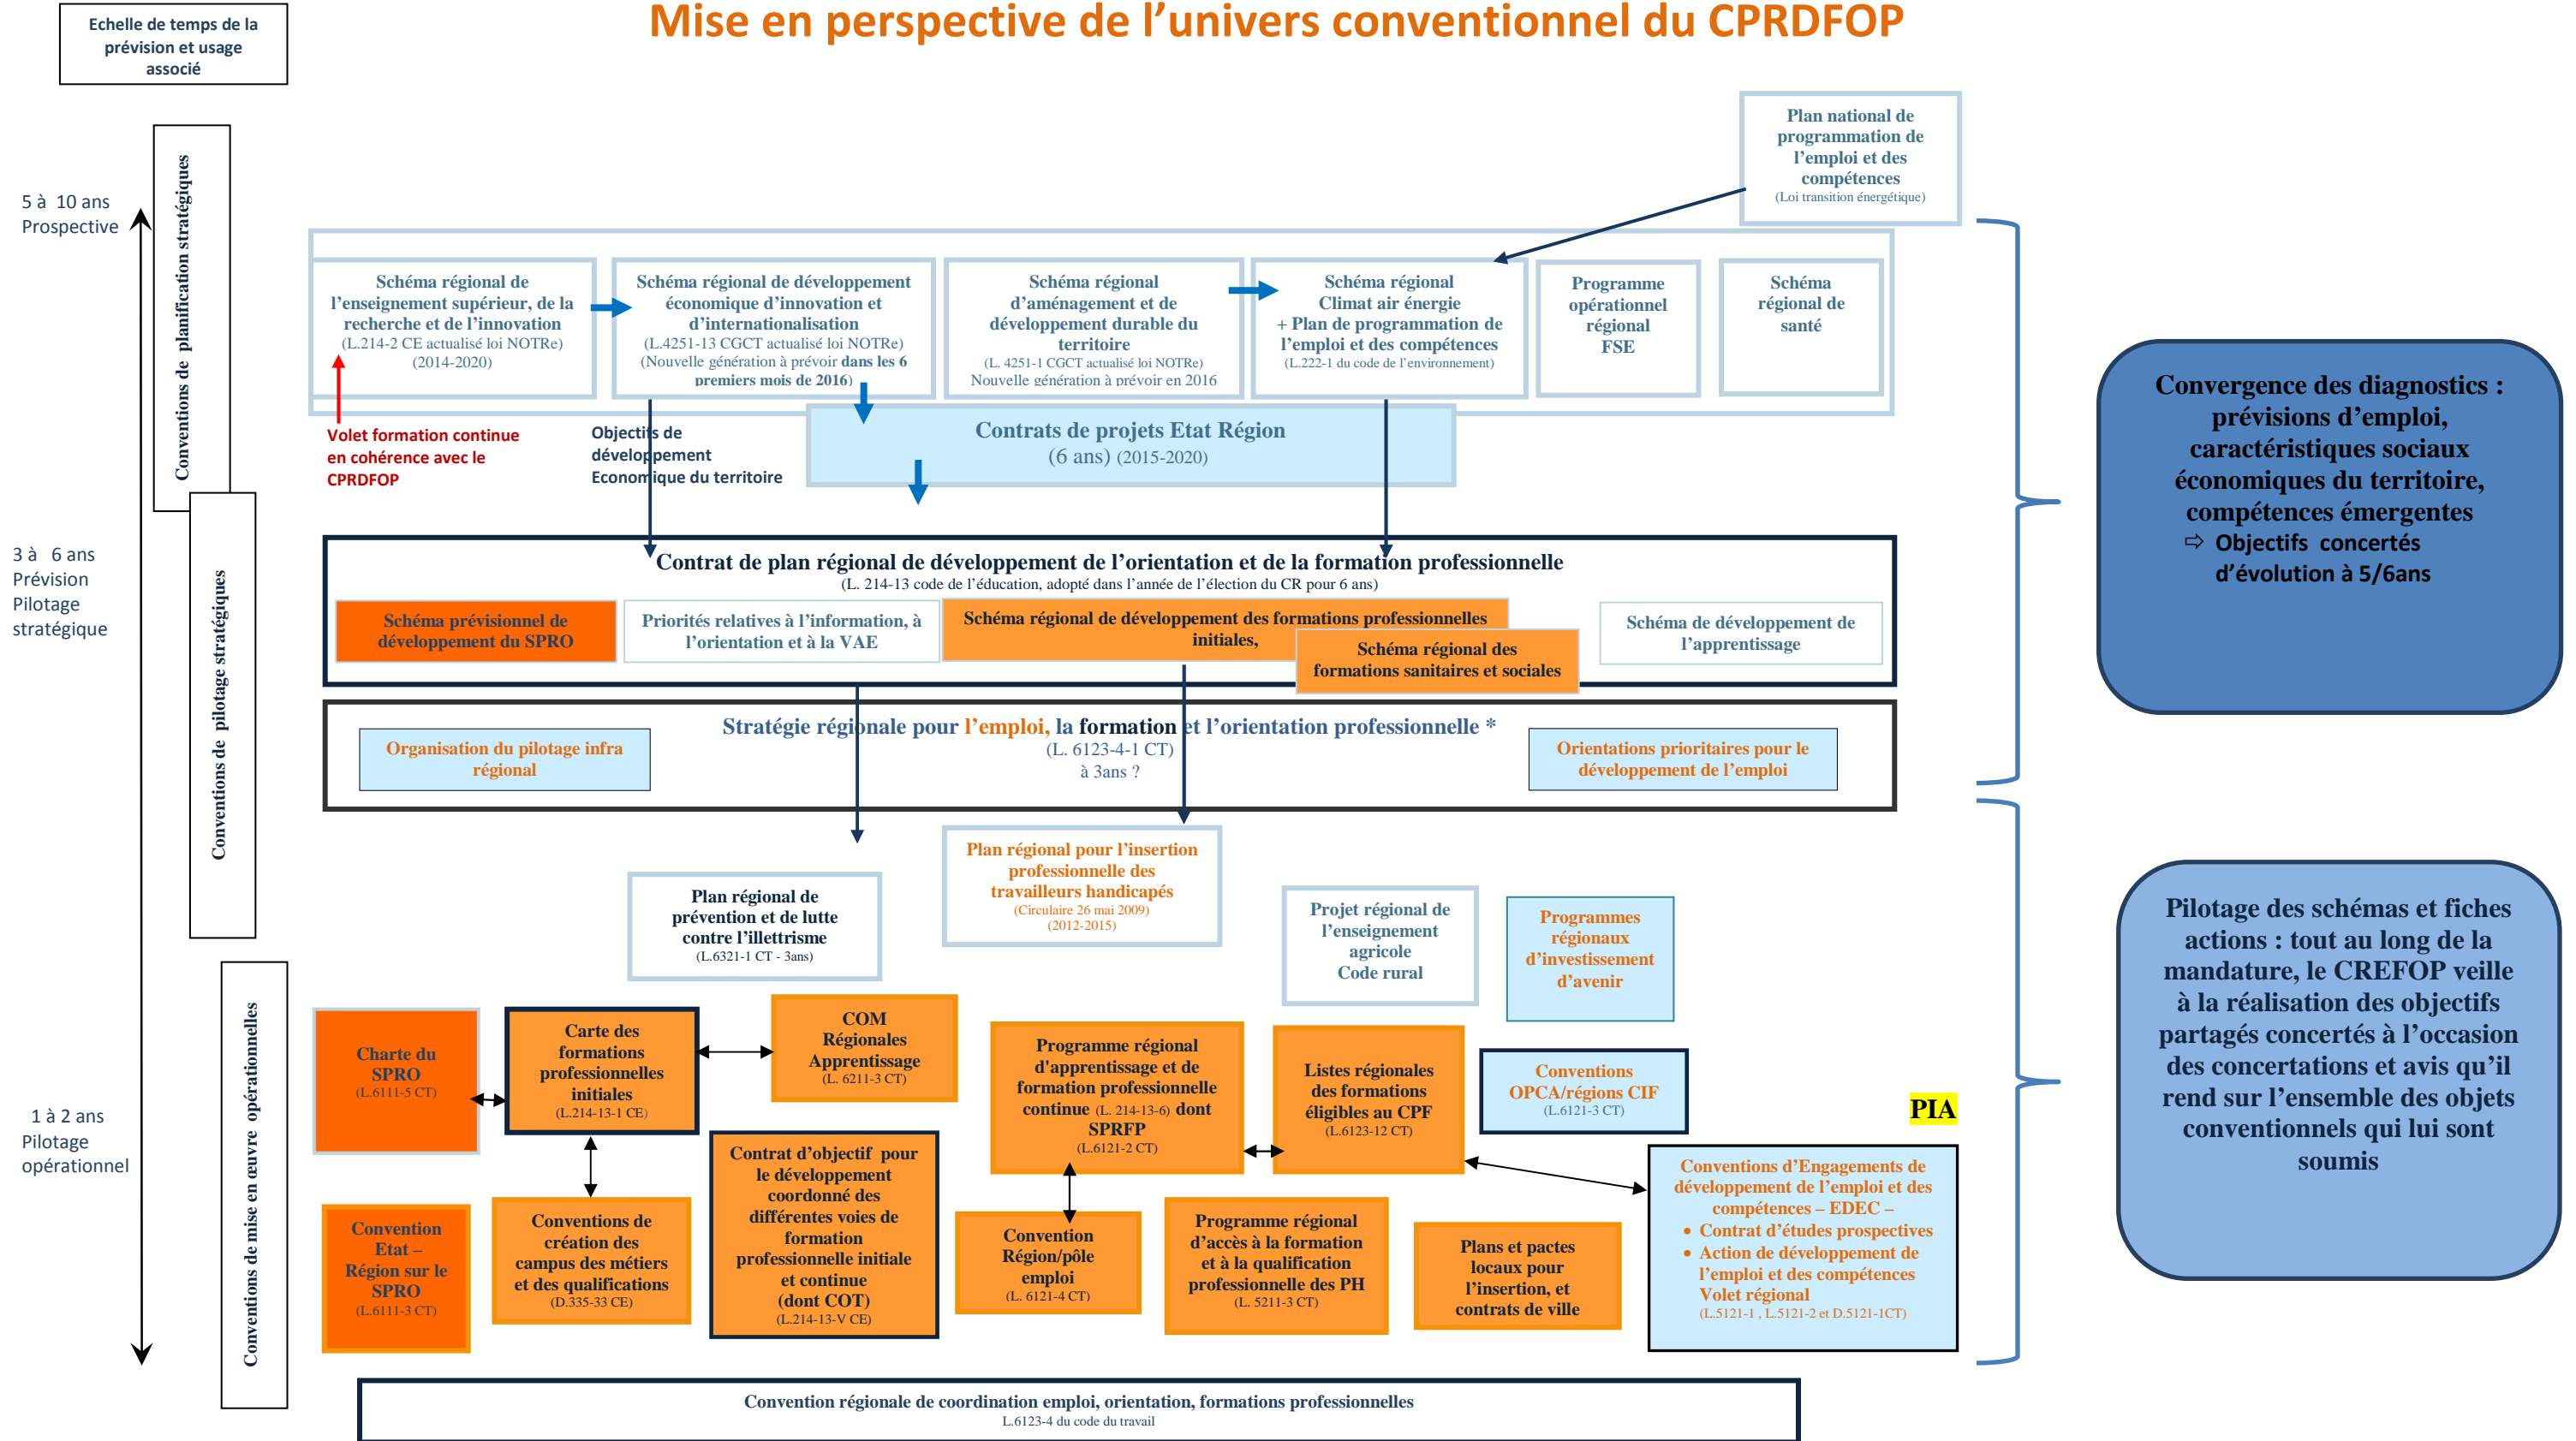 Mise en perspective de l’univers conventionnel du CPRDFOP
Echelle de temps de la
prévision et usage
associé
5 à 10 ans
Prospective
3 à 6 ans
Prévision
Pilotage
stratégique
1 à 2 ans
Pilotage
opérationnel
Conventions de planification stratégiques
Conventions de pilotage stratégiques
Conventions de mise en œuvre opérationnelles
Plan national de
programmation de
l’emploi et des
compétences
(Loi transition énergétique)
Schéma régional de
l’enseignement supérieur, de la
recherche et de l’innovation
(L.214-2 CE actualisé loi NOTRe)
(2014-2020)
Schéma régional de développement
économique d’innovation et
d’internationalisation
(L.4251-13 CGCT actualisé loi NOTRe)
(Nouvelle génération à prévoir dans les 6
premiers mois de 2016)
Schéma régional
d’aménagement et de
développement durable du
territoire
(L. 4251-1 CGCT actualisé loi NOTRe)
Nouvelle génération à prévoir en 2016
Schéma régional
Climat air énergie
+ Plan de programmation de
l’emploi et des compétences
(L.222-1 du code de l’environnement)
Programme
opérationnel
régional
FSE
Schéma
régional de
santé
Volet formation continue
en cohérence avec le
CPRDFOP
Objectifs de
développement
Economique du territoire
Contrats de projets Etat Région
(6 ans) (2015-2020)
Contrat de plan régional de développement de l’orientation et de la formation professionnelle
(L. 214-13 code de l’éducation, adopté dans l’année de l’élection du CR pour 6 ans)
Schéma prévisionnel de
développement du SPRO
Priorités relatives à l’information, à
l’orientation et à la VAE
Schéma régional de développement des formations professionnelles
initiales,
Schéma régional des
formations sanitaires et sociales
Schéma de développement de
l’apprentissage
Stratégie régionale pour l’emploi, la formation et l’orientation professionnelle *
(L. 6123-4-1 CT)
à 3ans ?
Organisation du pilotage infra
régional
Orientations prioritaires pour le
développement de l’emploi
Plan régional de
prévention et de lutte
contre l’illettrisme
(L.6321-1 CT - 3ans)
Plan régional pour l’insertion
professionnelle des
travailleurs handicapés
(Circulaire 26 mai 2009)
(2012-2015)
Projet régional de
l’enseignement
agricole
Code rural
Programmes
régionaux
d’investissement
d’avenir
Charte du
SPRO
(L.6111-5 CT)
Carte des
formations
professionnelles
initiales
(L.214-13-1 CE)
COM
Régionales
Apprentissage
(L. 6211-3 CT)
Programme régional
d'apprentissage et de
formation professionnelle
continue (L. 214-13-6) dont
SPRFP
(L.6121-2 CT)
Listes régionales
des formations
éligibles au CPF
(L.6123-12 CT)
Conventions
OPCA/régions CIF
(L.6121-3 CT)
PIA
Convention
Etat –
Région sur le
SPRO
(L.6111-3 CT)
Conventions de
création des
campus des métiers
et des qualifications
(D.335-33 CE)
Contrat d’objectif pour
le développement
coordonné des
différentes voies de
formation
professionnelle initiale
et continue
(dont COT)
(L.214-13-V CE)
Convention
Région/pôle
emploi
(L. 6121-4 CT)
Programme régional
d’accès à la formation
et à la qualification
professionnelle des PH
(L. 5211-3 CT)
Plans et pactes
locaux pour
l’insertion, et
contrats de ville
Conventions d’Engagements de
développement de l’emploi et des
compétences – EDEC –
• Contrat d’études prospectives
• Action de développement de
l’emploi et des compétences
Volet régional
(L.5121-1 , L.5121-2 et D.5121-1CT)
Convention régionale de coordination emploi, orientation, formations professionnelles
L.6123-4 du code du travail
Convergence des diagnostics :
prévisions d’emploi,
caractéristiques sociaux
économiques du territoire,
compétences émergentes
⇨ Objectifs concertés
d’évolution à 5/6ans
Pilotage des schémas et fiches
actions : tout au long de la
mandature, le CREFOP veille
à la réalisation des objectifs
partagés concertés à l’occasion
des concertations et avis qu’il
rend sur l’ensemble des objets
conventionnels qui lui sont
soumis